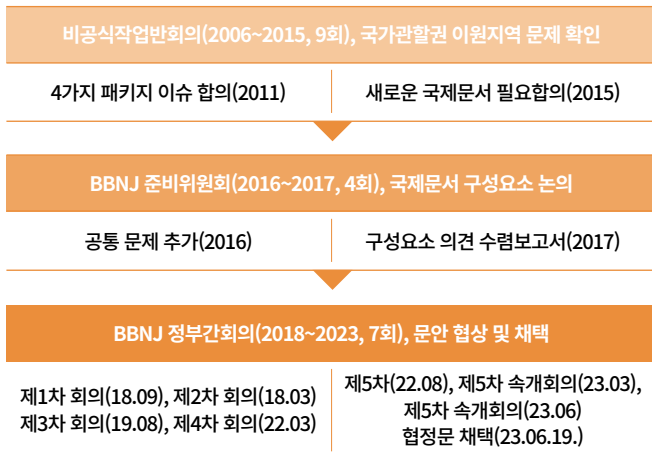 비공식작업반회의(2006~2015, 9회), 국가관할권 이원지역 문제 확인
4가지 패키지 이슈 합의(2011)
새로운 국제문서 필요합의(2015)
BBNJ 준비위원회(2016~2017, 4회), 국제문서 구성요소 논의
공통 문제 추가(2016)
구성요소 의견 수렴보고서(2017)
BBNJ 정부간회의(2018~2023, 7회), 문안 협상 및 채택
제1차 회의(18.09), 제2차 회의(18.03)
제3차 회의(19.08), 제4차 회의(22.03)
제5차(22.08), 제5차 속개회의(23.03),
제5차 속개회의(23.06)
협정문 채택(23.06.19.)